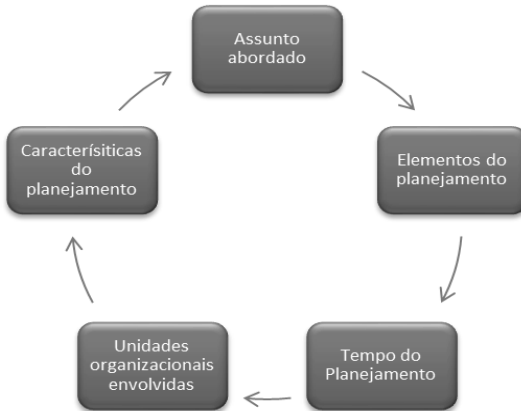 Assunto
abordado
Elementos do
planejamento
Tempo do
Planejamento
Unidades
organizacionais
envolvidas
Caracterísiticas
do
planejamento